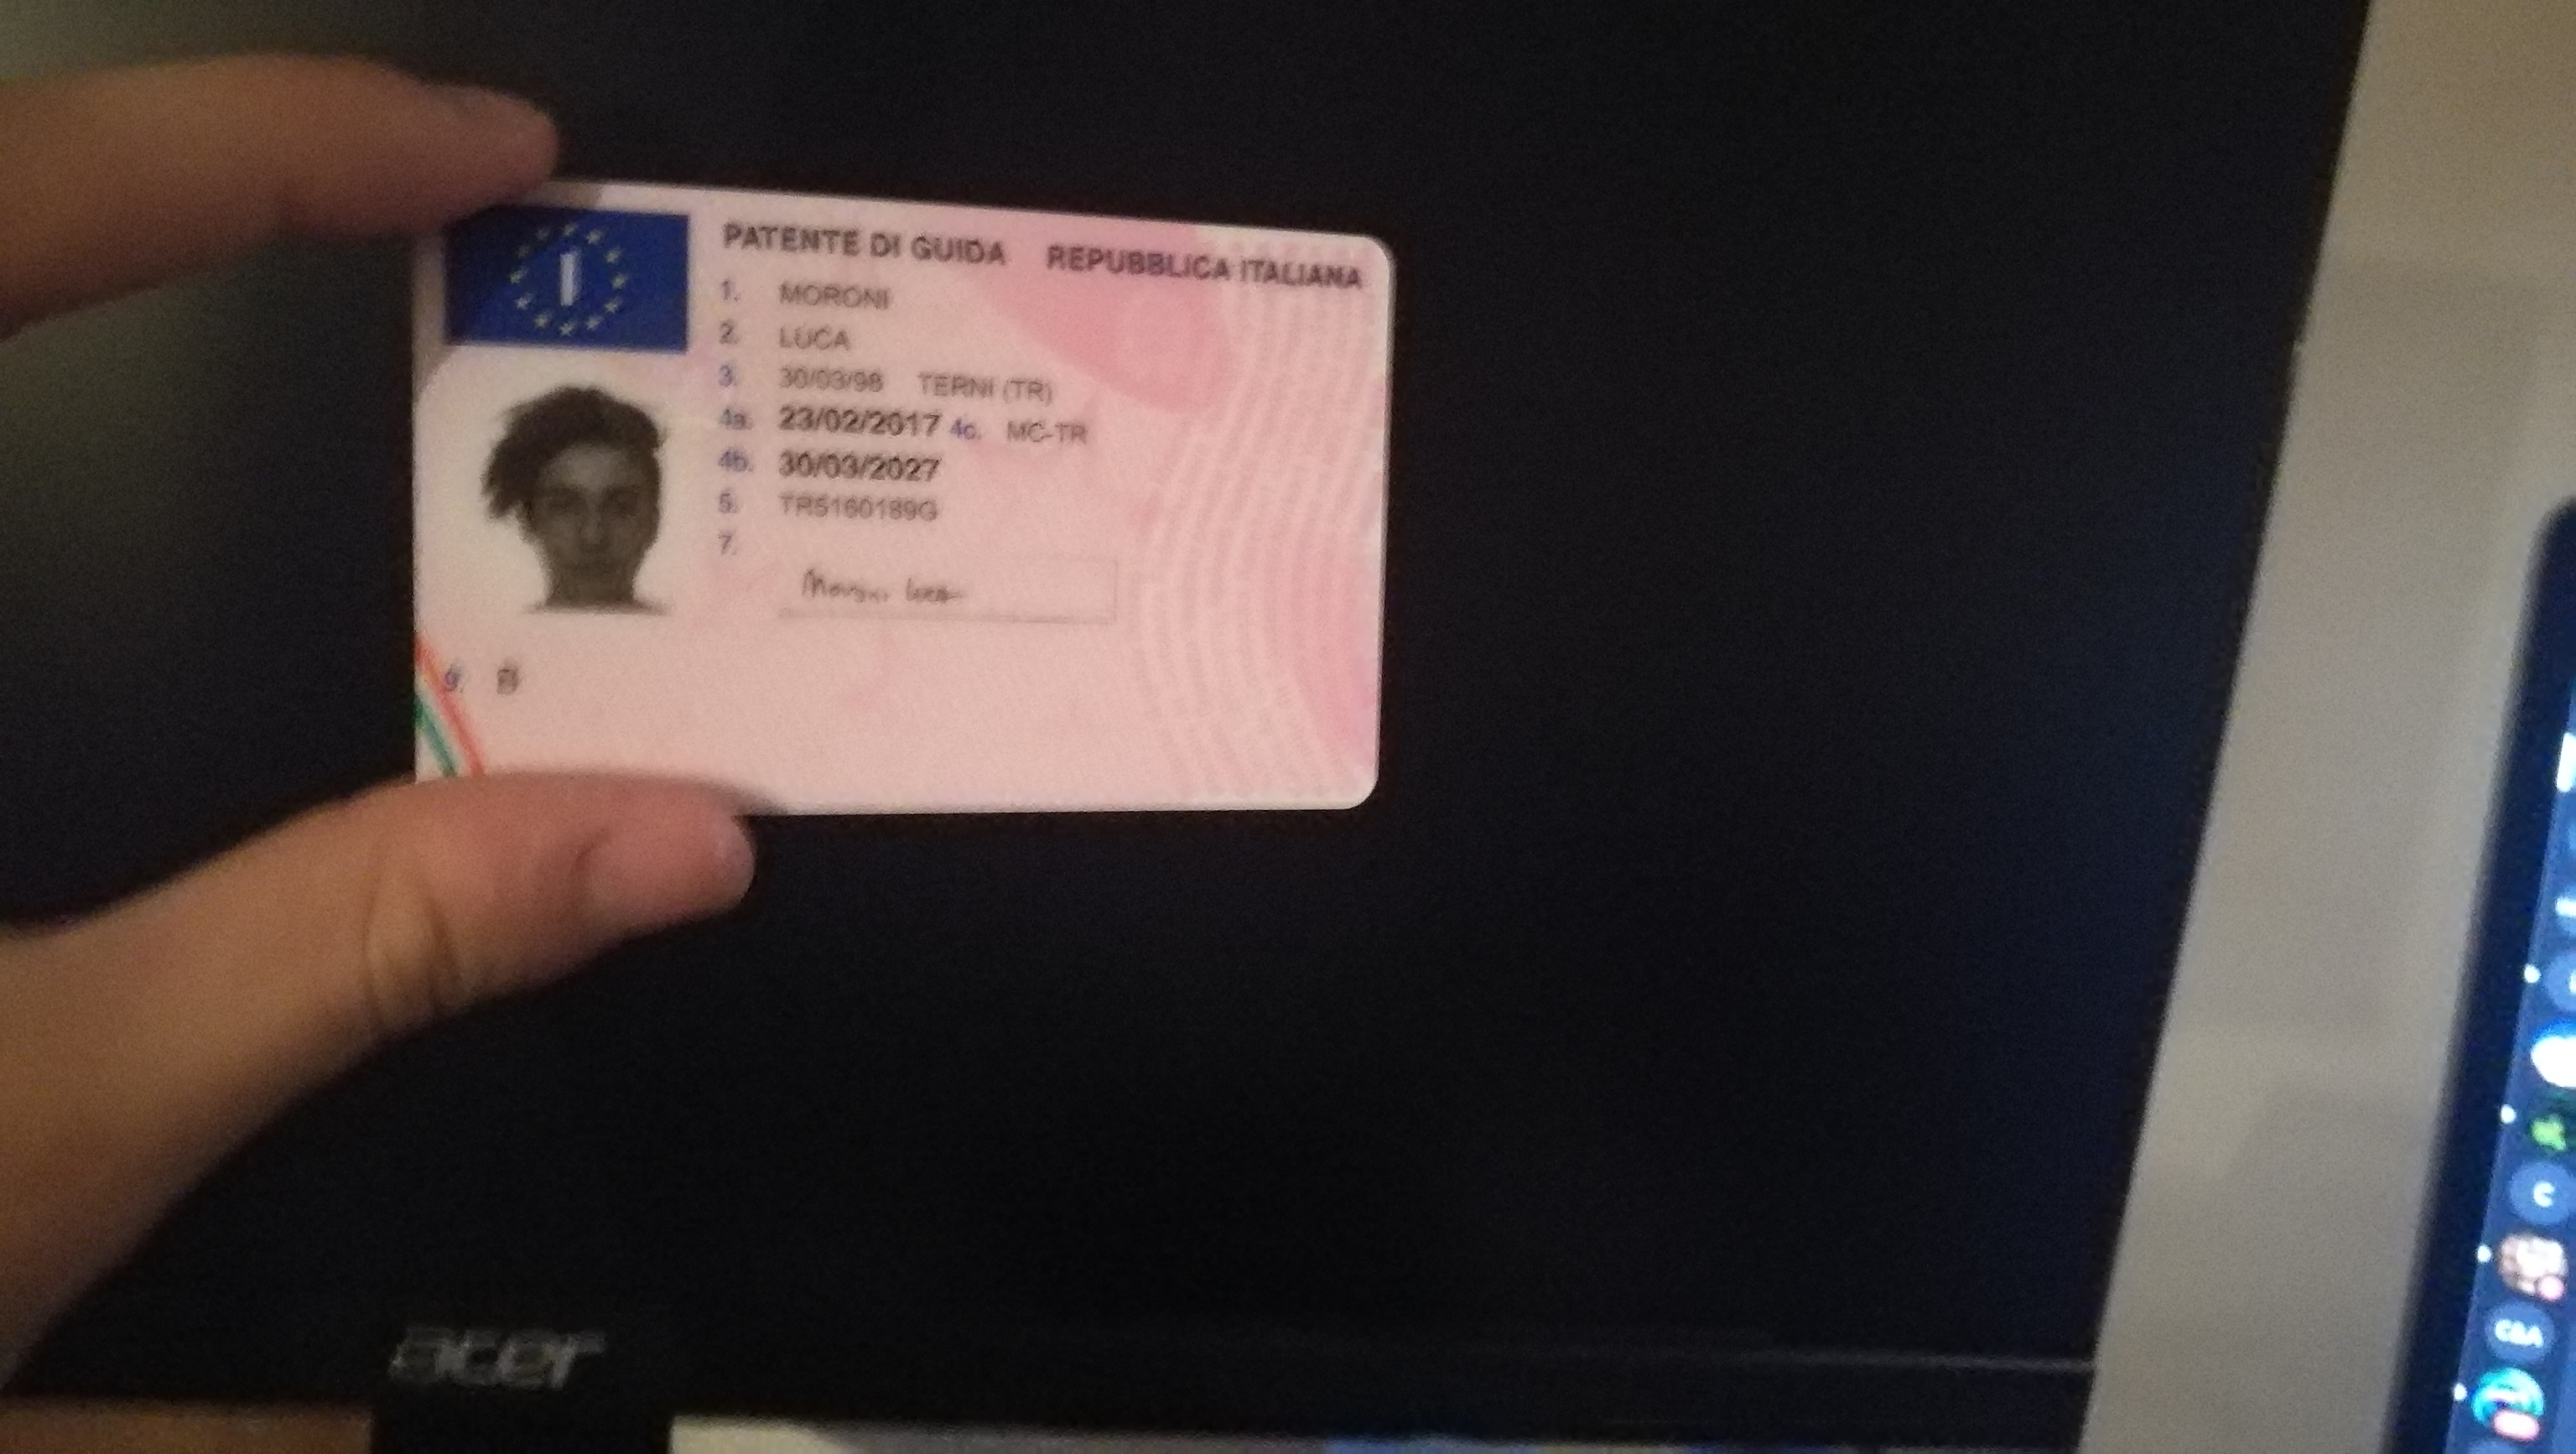 I
PATENTE DI GUIDA REPUBBLICA ITALIANA
1. MORONI
2. LUCA
3. 30/03/98 TERNI (TR)
4a. 23/02/2017 4c. MC-TR
4b. 30/03/2027
5. TR5160189G
7.
Moroni Luca
9. B
acer
C
C&A